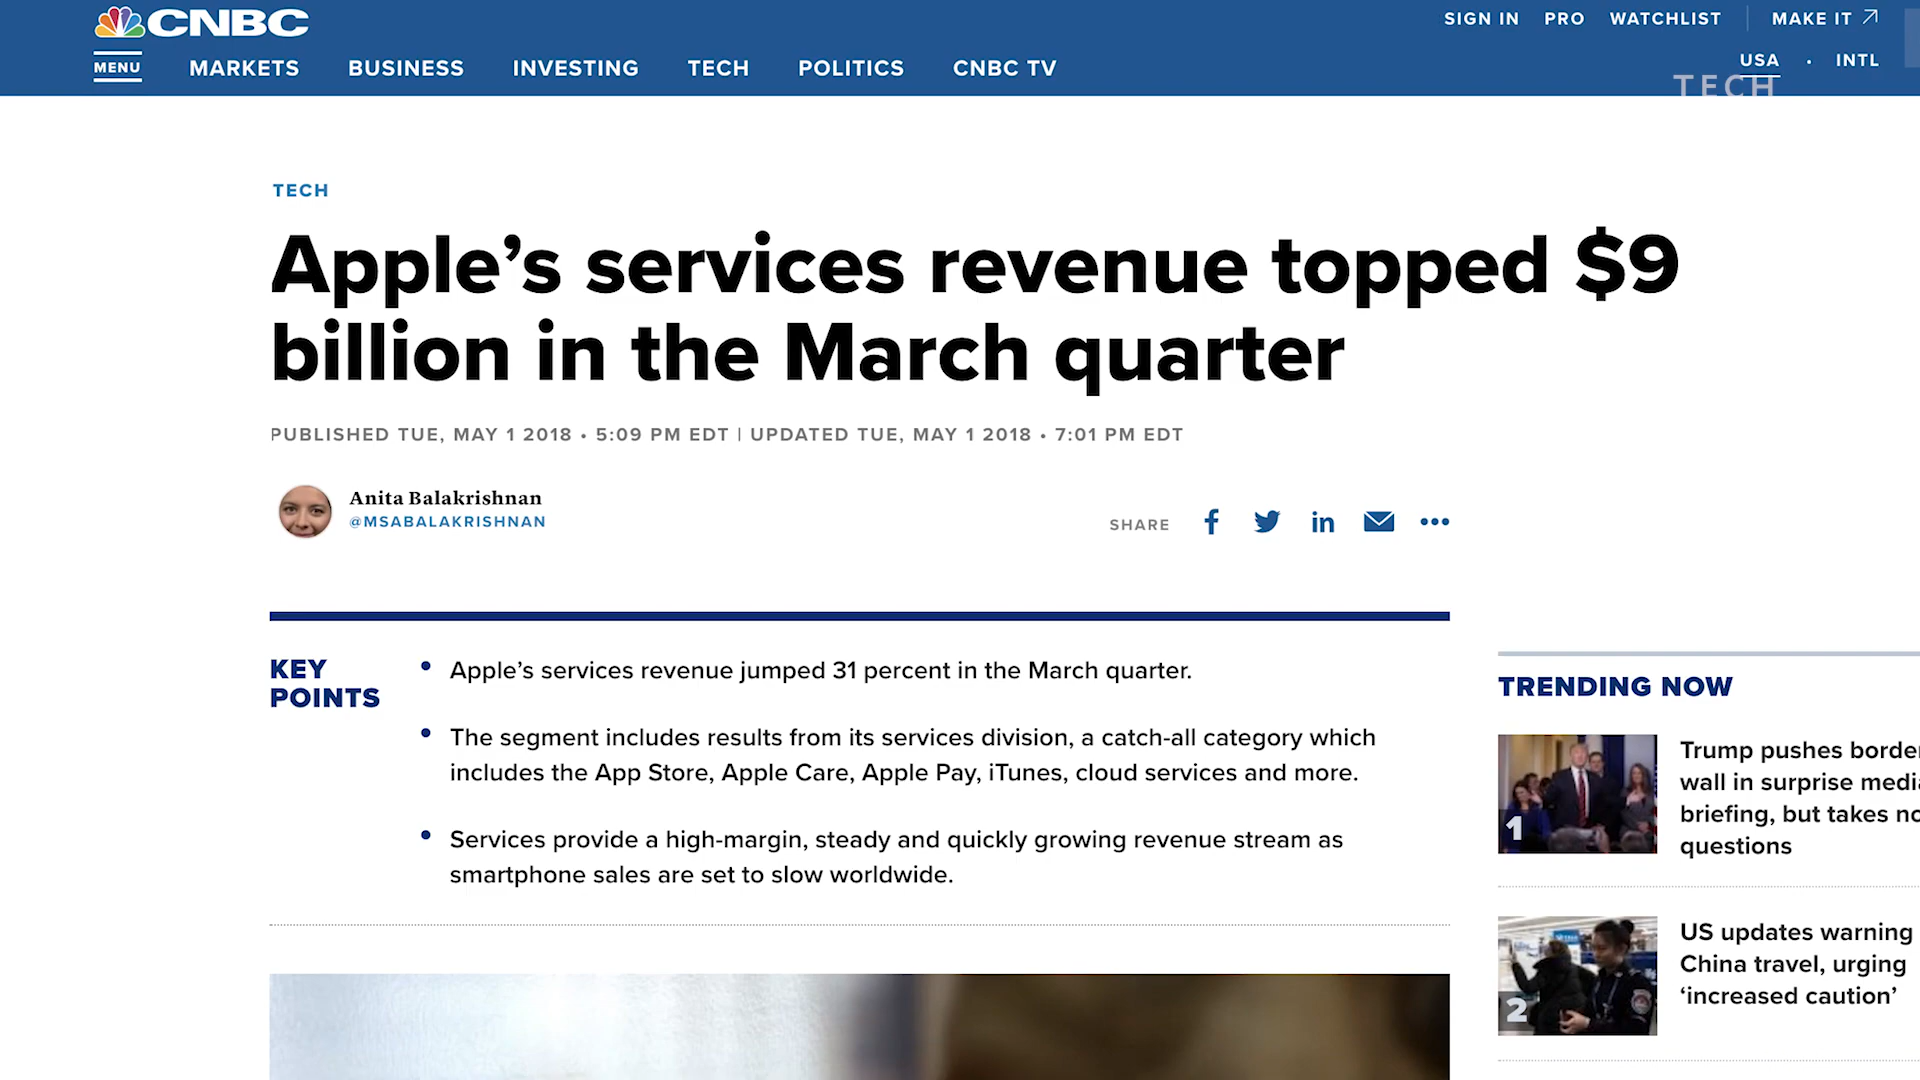 CNBC
SIGN IN
PRO
WATCHLIST
MAKE IT
MENU
MARKETS
BUSINESS
INVESTING
TECH
POLITICS
CNBC TV
USA · INTL
TECH
TECH
Apple’s services revenue topped $9
billion in the March quarter
PUBLISHED TUE, MAY 1 2018 • 5:09 PM EDT | UPDATED TUE, MAY 1 2018 • 7:01 PM EDT
Anita Balakrishnan
@MSABALAKRISHNAN
SHARE
KEY
POINTS
• Apple’s services revenue jumped 31 percent in the March quarter.
• The segment includes results from its services division, a catch-all category which
includes the App Store, Apple Care, Apple Pay, iTunes, cloud services and more.
• Services provide a high-margin, steady and quickly growing revenue stream as
smartphone sales are set to slow worldwide.
TRENDING NOW
1
Trump pushes borde
wall in surprise media
briefing, but takes no
questions
2
US updates warning
China travel, urging
‘increased caution’